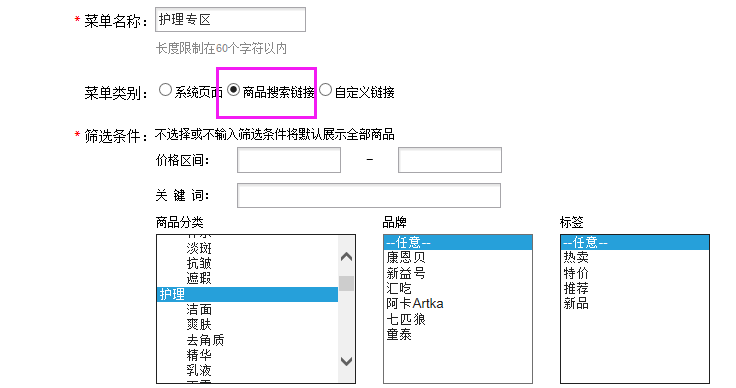 * 菜单名称： 护理专区
长度限制在60个字符以内
菜单类别： 系统页面 商品搜索链接 自定义链接
* 筛选条件： 不选择或不输入筛选条件将默认展示全部商品
价格区间： –
关 键 词：
商品分类 品牌 标签
淡斑 --任意-- --任意--
抗皱 康恩贝 热卖
遮瑕 新益号 特价
护理 汇吃 推荐
洁面 阿卡Artka 新品
爽肤 七匹狼
去角质 童泰
精华
乳液